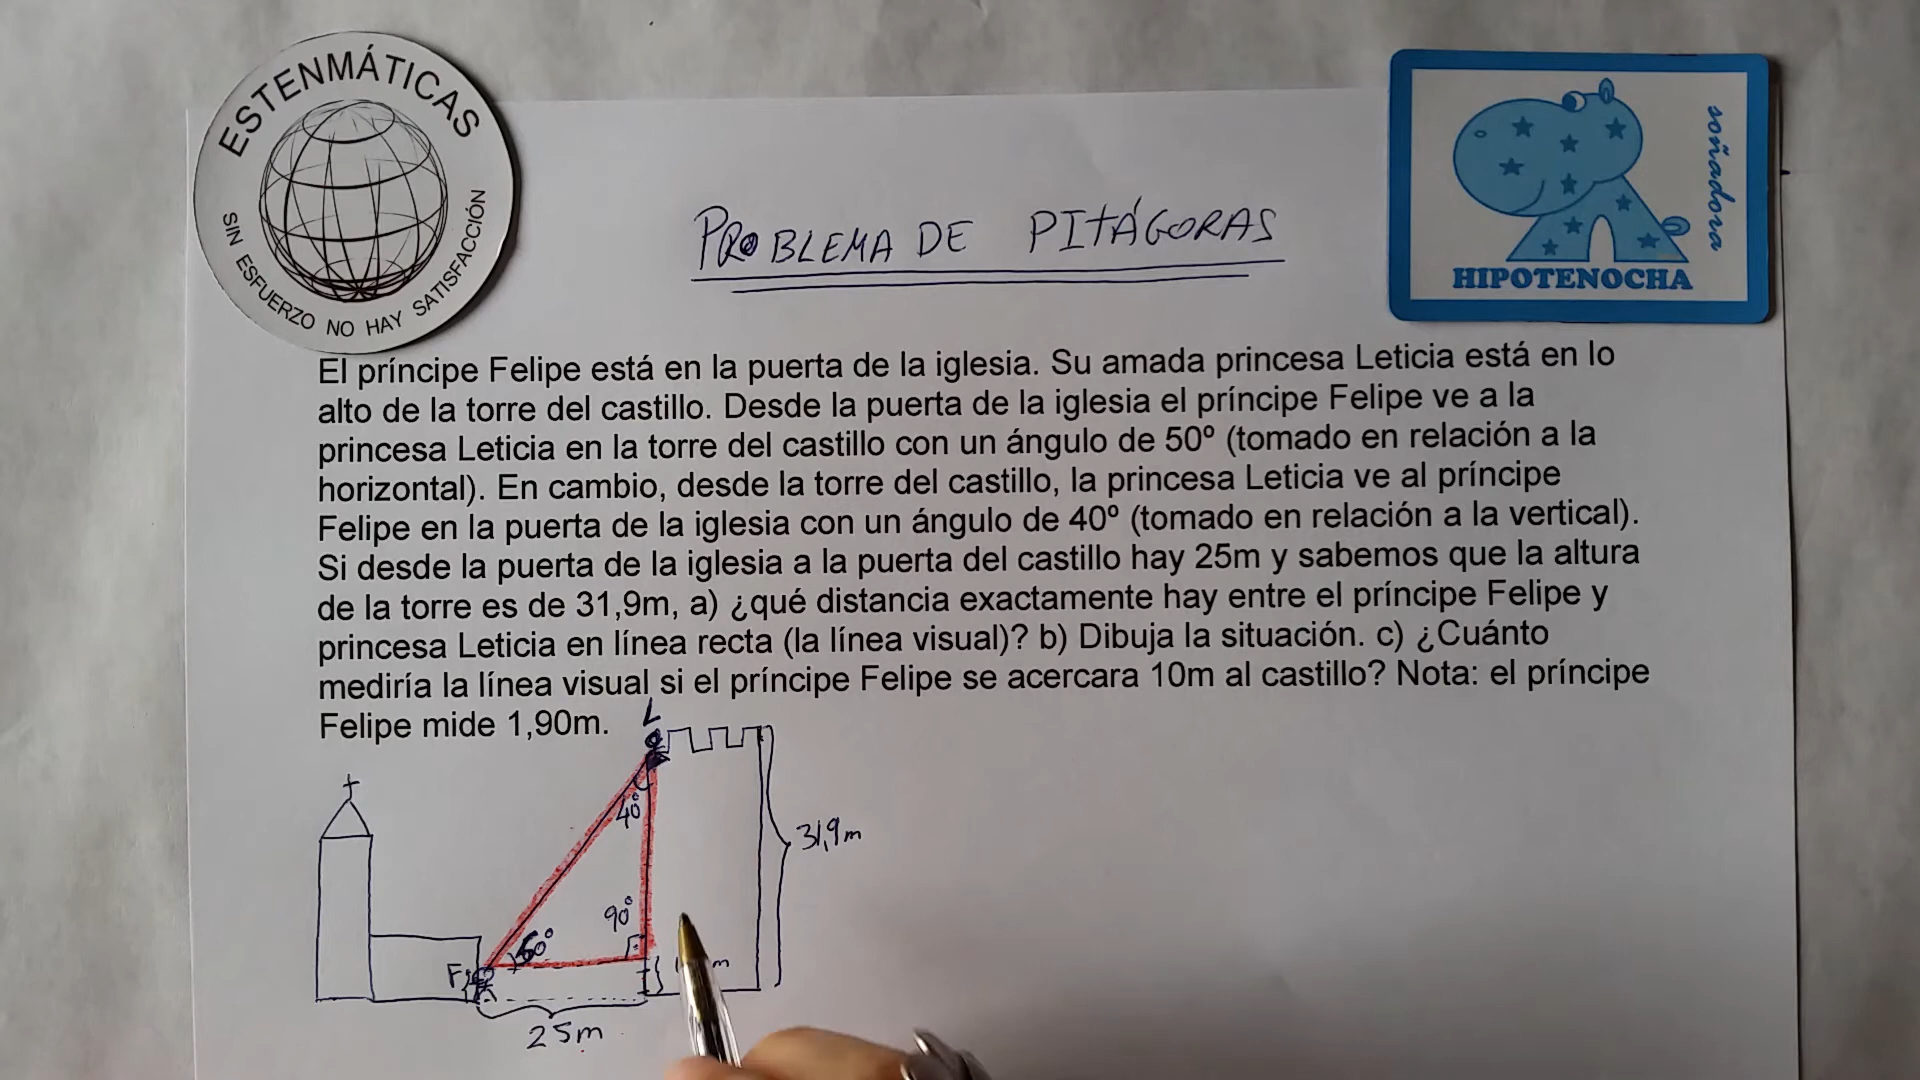 ESTENMÁTICAS
SIN ESFUERZO NO HAY SATISFACCIÓN
soñadora
HIPOTENOCHA
PROBLEMA DE PITÁGORAS
El príncipe Felipe está en la puerta de la iglesia. Su amada princesa Leticia está en lo
alto de la torre del castillo. Desde la puerta de la iglesia el príncipe Felipe ve a la
princesa Leticia en la torre del castillo con un ángulo de 50º (tomado en relación a la
horizontal). En cambio, desde la torre del castillo, la princesa Leticia ve al príncipe
Felipe en la puerta de la iglesia con un ángulo de 40º (tomado en relación a la vertical).
Si desde la puerta de la iglesia a la puerta del castillo hay 25m y sabemos que la altura
de la torre es de 31,9m, a) ¿qué distancia exactamente hay entre el príncipe Felipe y
princesa Leticia en línea recta (la línea visual)? b) Dibuja la situación. c) ¿Cuánto
mediría la línea visual si el príncipe Felipe se acercara 10m al castillo? Nota: el príncipe
Felipe mide 1,90m.
L
40°
31,9m
90°
50°
F
m
25m